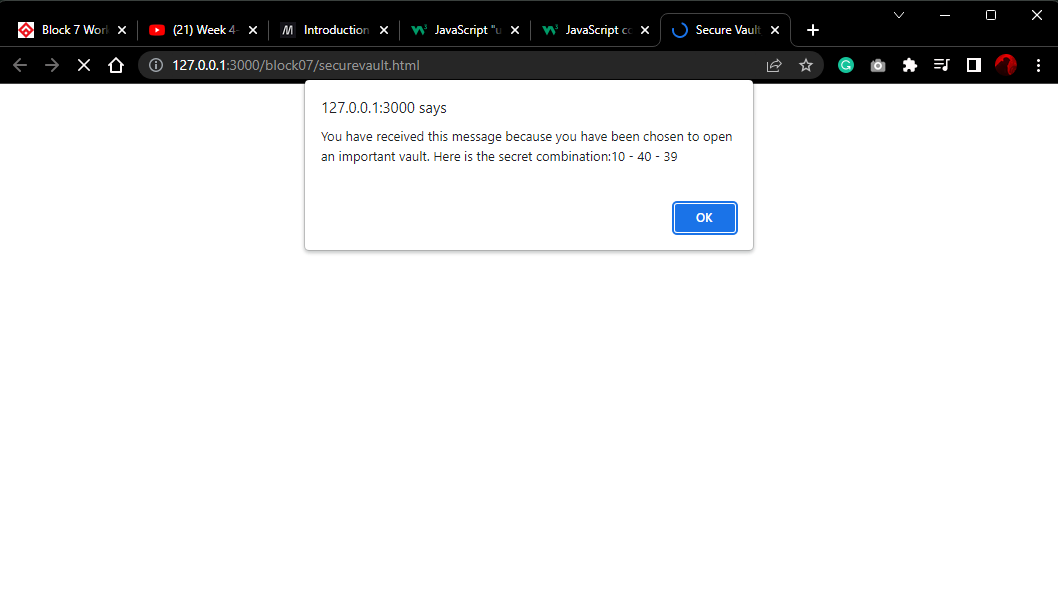 Block 7 Wor
(21) Week 4
Introduction
JavaScript "u
JavaScript co
Secure Vault
127.0.0.1:3000/block07/securevault.html
127.0.0.1:3000 says
You have received this message because you have been chosen to open
an important vault. Here is the secret combination:10 - 40 - 39
OK